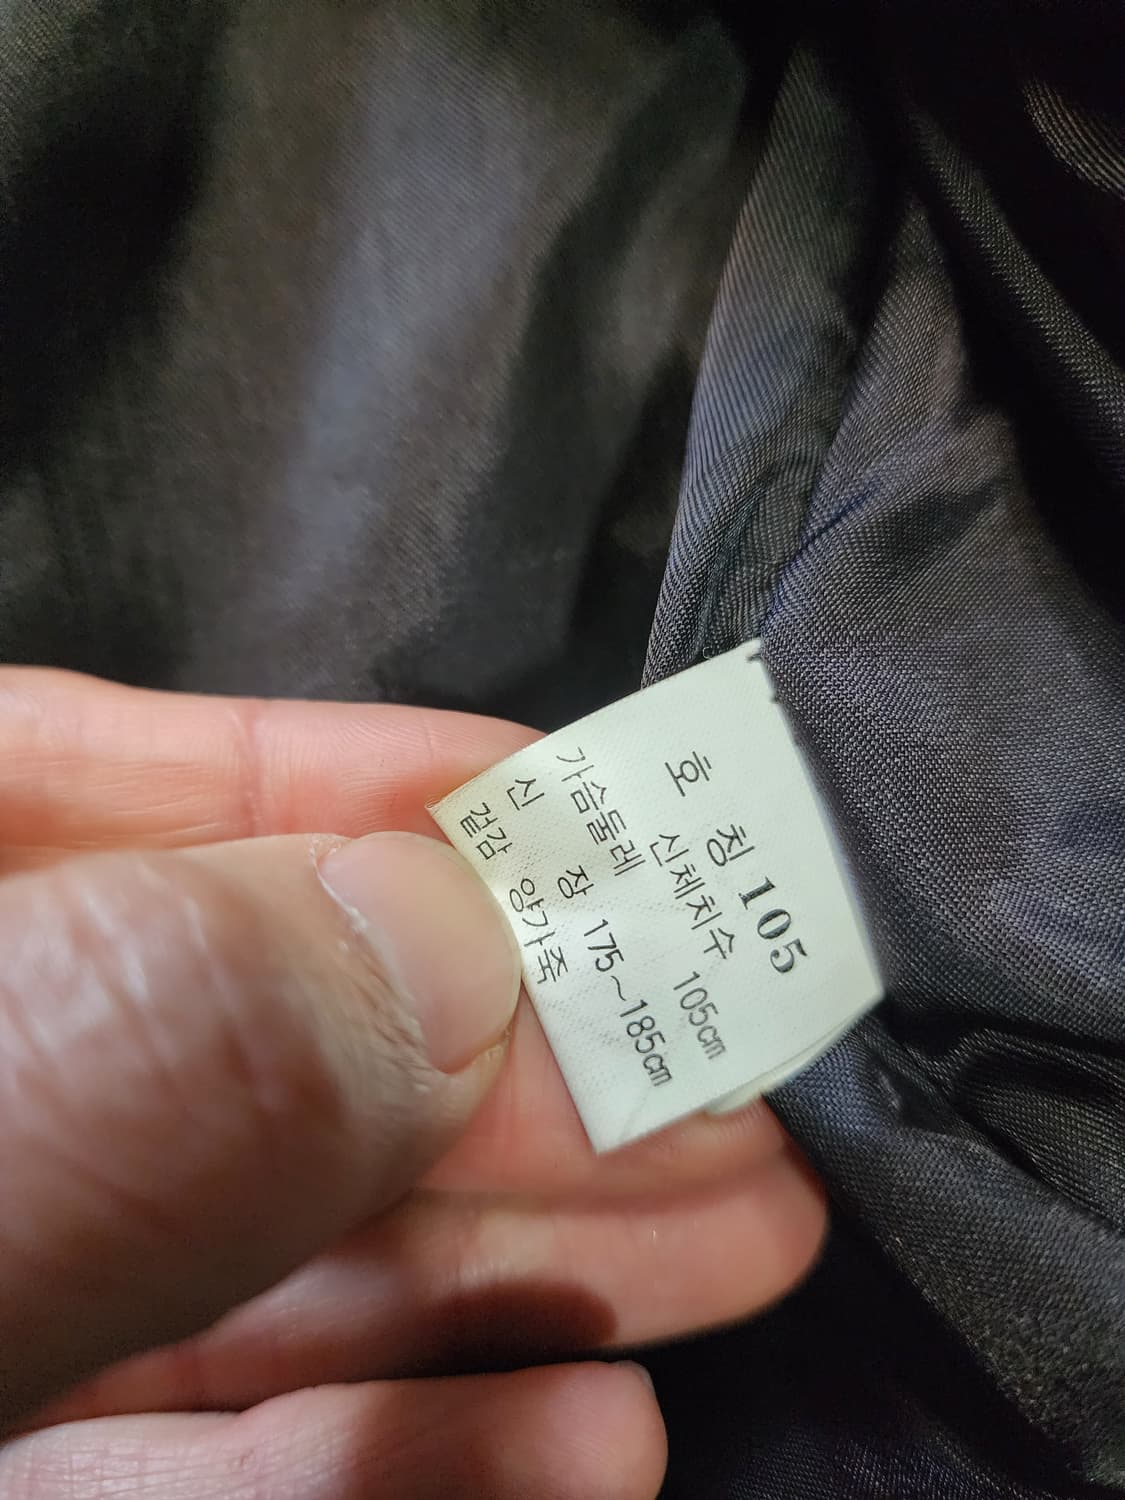 호 칭 105
신체치수
가슴둘레 105cm
신 장 175~185cm
겉감 양가죽